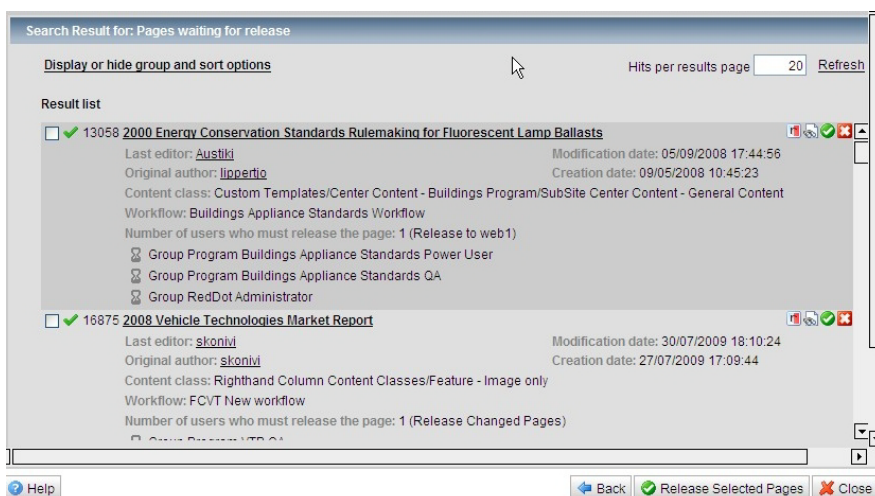 Search Result for: Pages waiting for release
Display or hide group and sort options Hits per results page 20 Refresh
Result list
13058 2000 Energy Conservation Standards Rulemaking for Fluorescent Lamp Ballasts
Last editor: Austiki Modification date: 05/09/2008 17:44:56
Original author: lippertjo Creation date: 09/05/2008 10:45:23
Content class: Custom Templates/Center Content - Buildings Program/SubSite Center Content - General Content
Workflow: Buildings Appliance Standards Workflow
Number of users who must release the page: 1 (Release to web1)
Group Program Buildings Appliance Standards Power User
Group Program Buildings Appliance Standards QA
Group RedDot Administrator
16875 2008 Vehicle Technologies Market Report
Last editor: skonivi Modification date: 30/07/2009 18:10:24
Original author: skonivi Creation date: 27/07/2009 17:09:44
Content class: Righthand Column Content Classes/Feature - Image only
Workflow: FCVT New workflow
Number of users who must release the page: 1 (Release Changed Pages)
Group Program VTP QA
Help Back Release Selected Pages Close